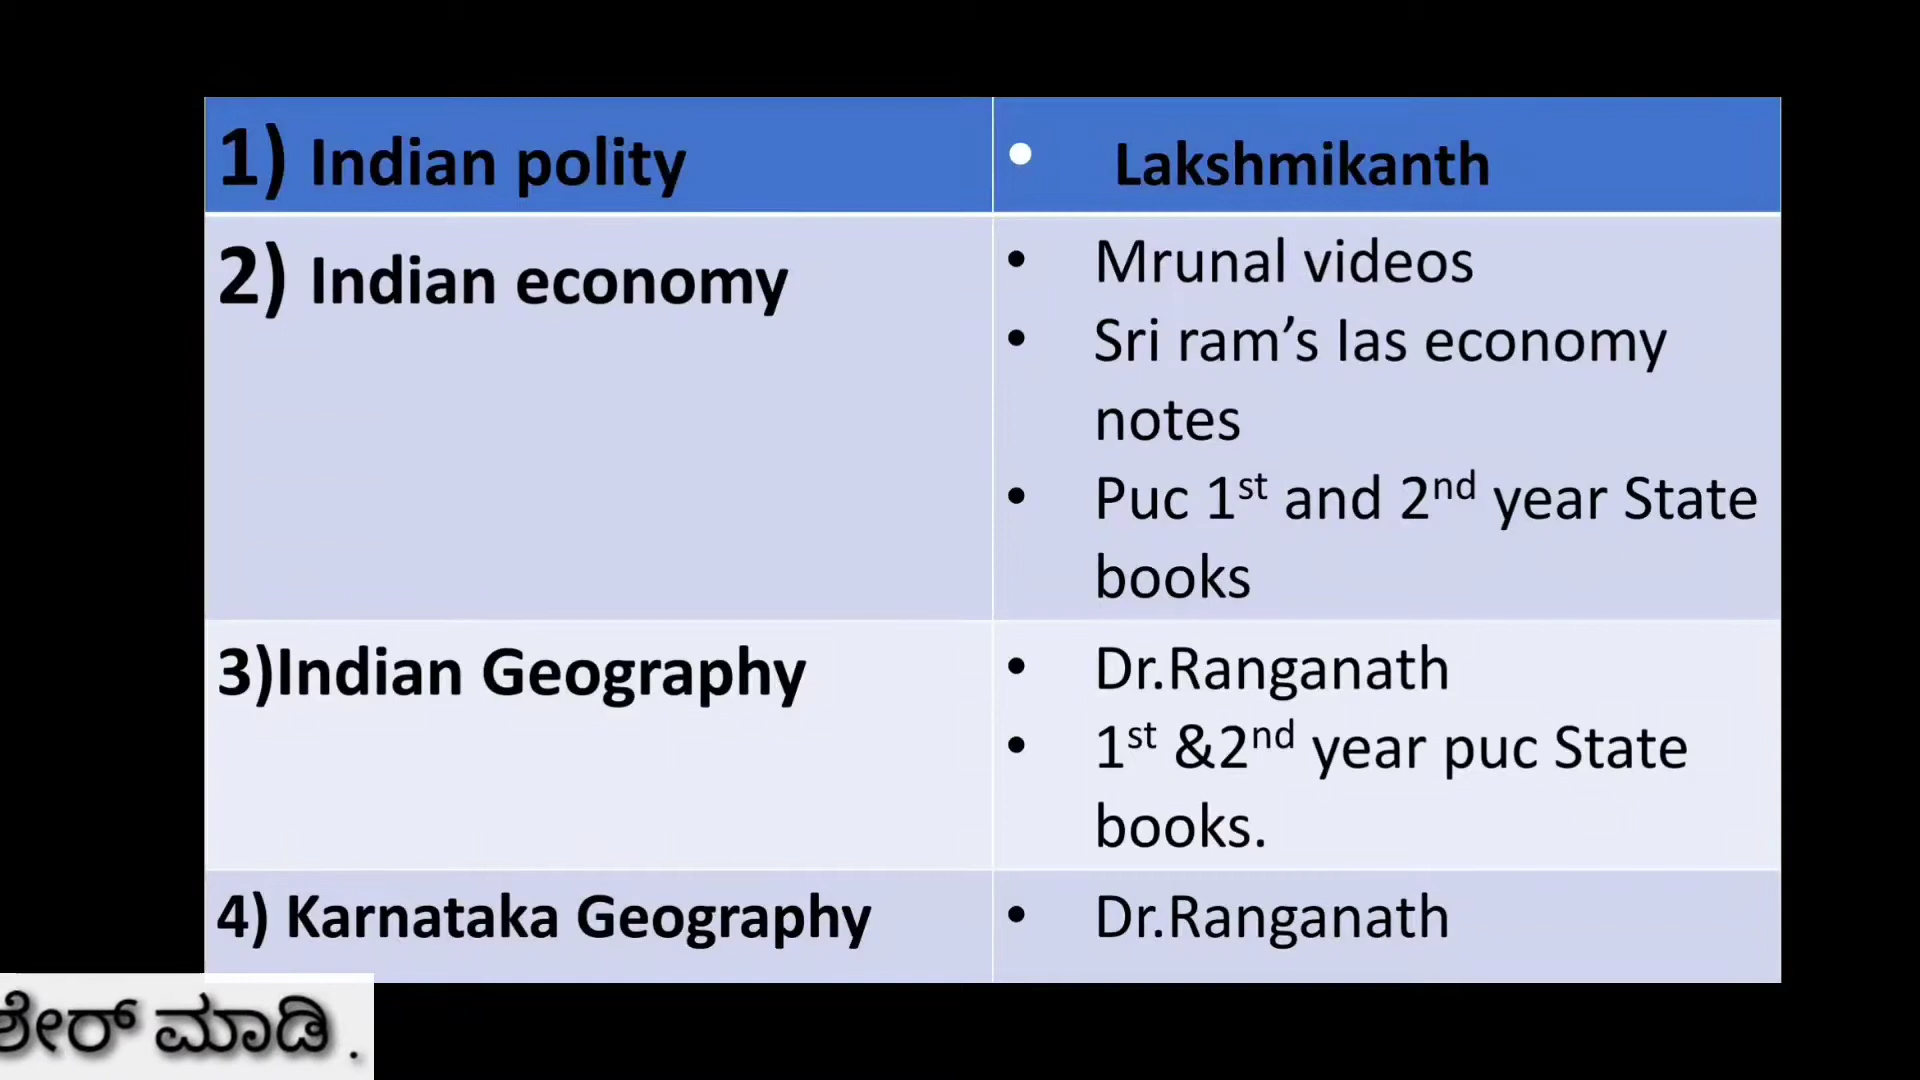 1) Indian polity
• Lakshmikanth
2) Indian economy
• Mrunal videos
• Sri ram’s Ias economy
notes
• Puc 1st and 2nd year State
books
3)Indian Geography
• Dr.Ranganath
• 1st &2nd year puc State
books.
4) Karnataka Geography
• Dr.Ranganath
ಶೇರ್ ಮಾಡಿ .